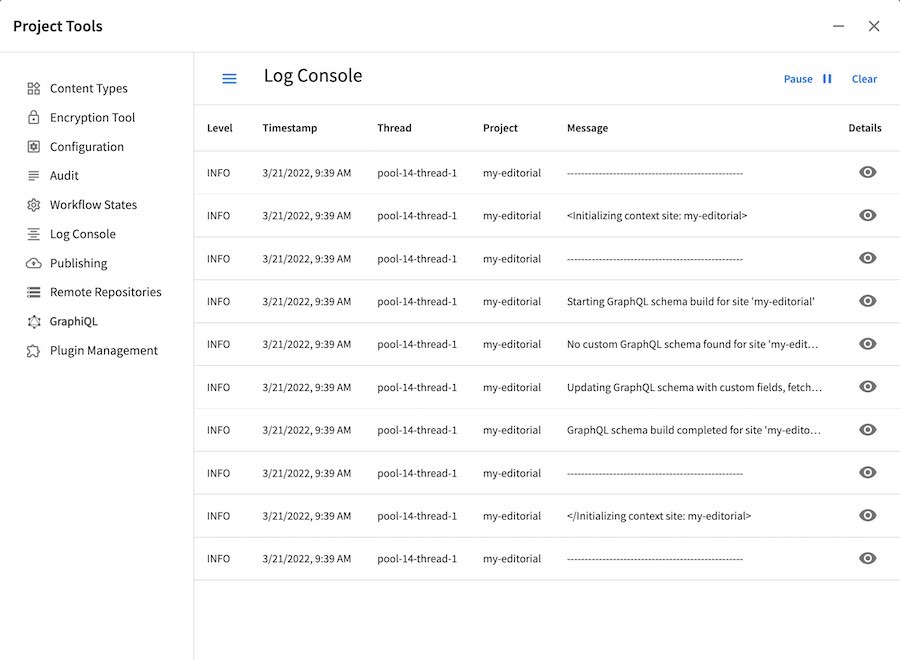 Project Tools
Content Types
Encryption Tool
Configuration
Audit
Workflow States
Log Console
Publishing
Remote Repositories
GraphiQL
Plugin Management
Log Console
Pause Clear
Level Timestamp Thread Project Message Details
INFO 3/21/2022, 9:39 AM pool-14-thread-1 my-editorial --------------------------------------------------
INFO 3/21/2022, 9:39 AM pool-14-thread-1 my-editorial <Initializing context site: my-editorial>
INFO 3/21/2022, 9:39 AM pool-14-thread-1 my-editorial --------------------------------------------------
INFO 3/21/2022, 9:39 AM pool-14-thread-1 my-editorial Starting GraphQL schema build for site 'my-editorial'
INFO 3/21/2022, 9:39 AM pool-14-thread-1 my-editorial No custom GraphQL schema found for site 'my-edit...
INFO 3/21/2022, 9:39 AM pool-14-thread-1 my-editorial Updating GraphQL schema with custom fields, fetch...
INFO 3/21/2022, 9:39 AM pool-14-thread-1 my-editorial GraphQL schema build completed for site 'my-edito...
INFO 3/21/2022, 9:39 AM pool-14-thread-1 my-editorial --------------------------------------------------
INFO 3/21/2022, 9:39 AM pool-14-thread-1 my-editorial </Initializing context site: my-editorial>
INFO 3/21/2022, 9:39 AM pool-14-thread-1 my-editorial --------------------------------------------------